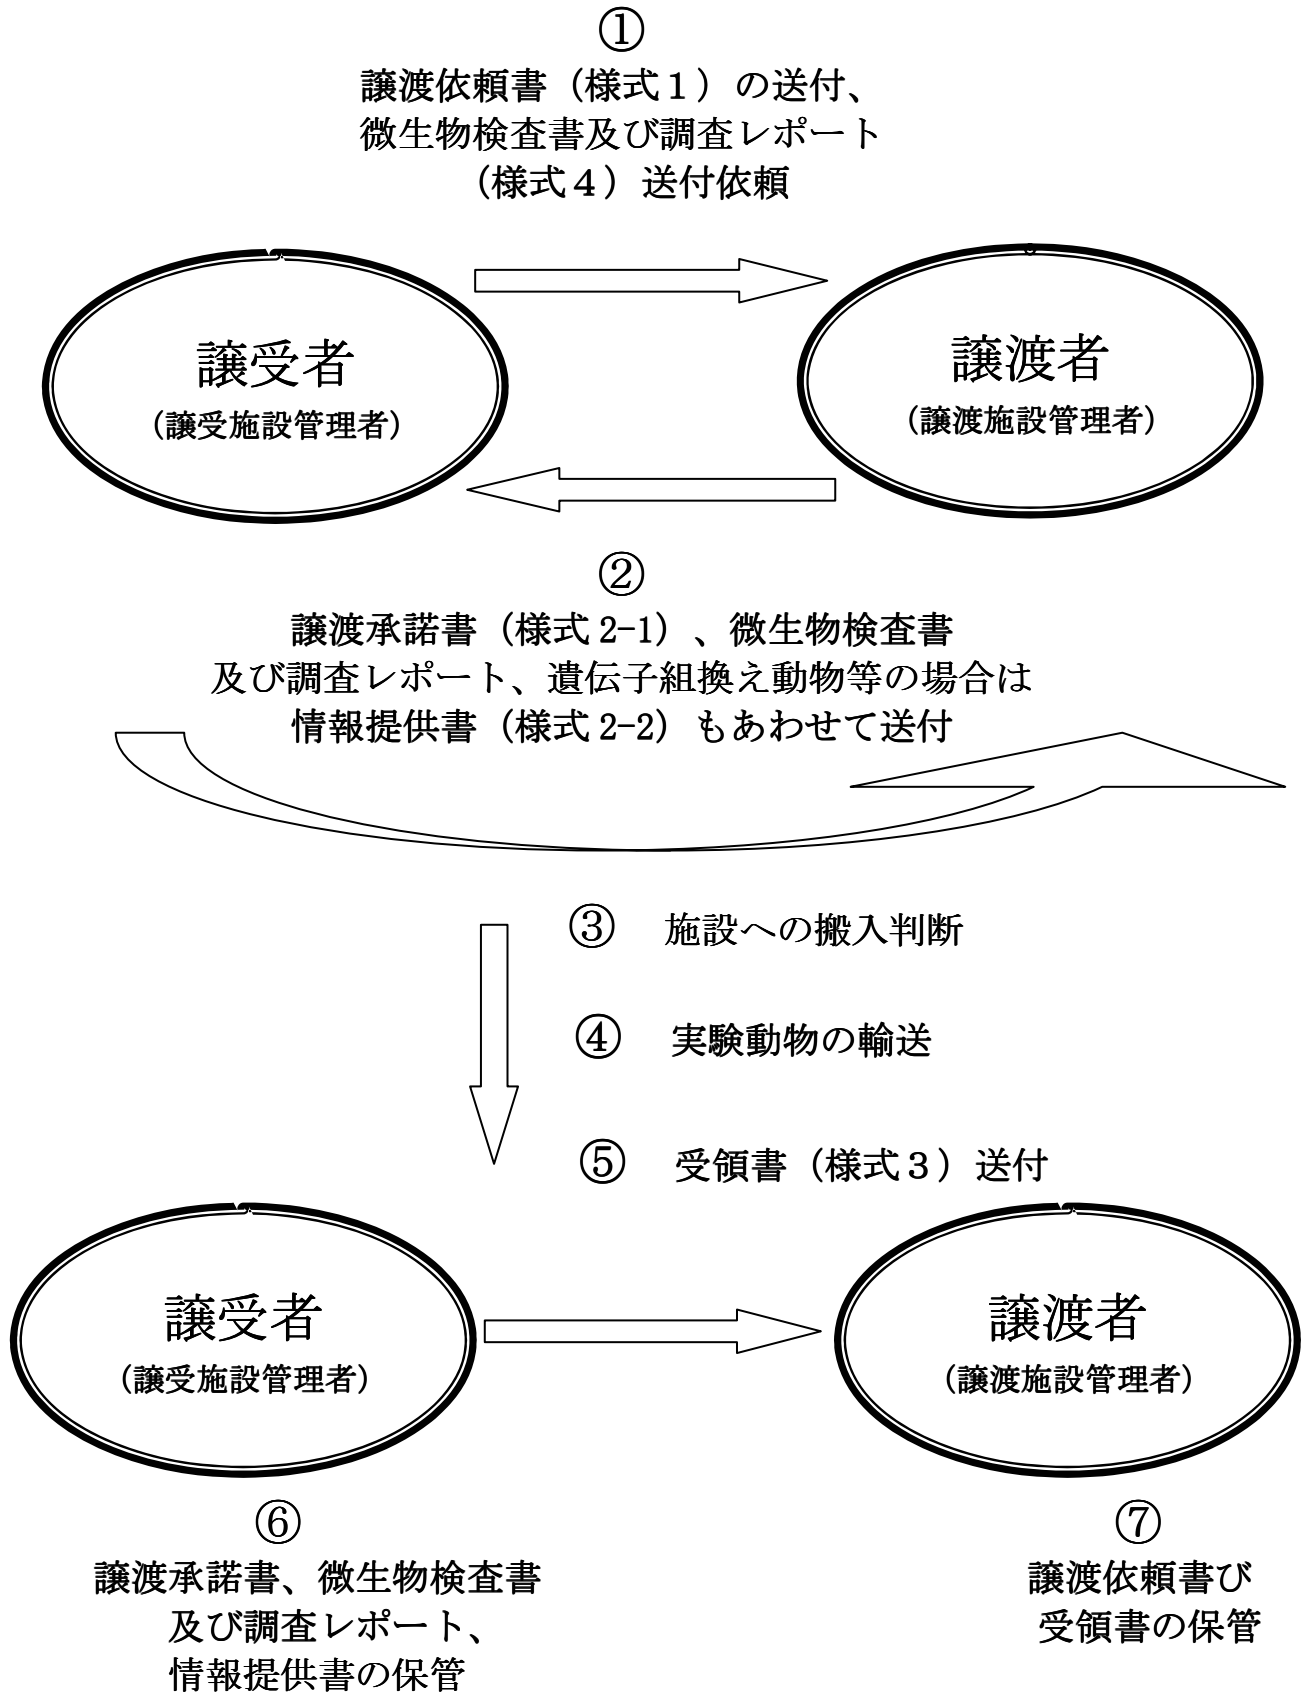 ①
譲渡依頼書（様式１）の送付、
微生物検査書及び調査レポート
（様式４）送付依頼
譲受者
（譲受施設管理者）
譲渡者
（譲渡施設管理者）
②
譲渡承諾書（様式 2-1）、微生物検査書
及び調査レポート、遺伝子組換え動物等の場合は
情報提供書（様式 2-2）もあわせて送付
③ 施設への搬入判断
④ 実験動物の輸送
⑤ 受領書（様式３）送付
譲受者
（譲受施設管理者）
譲渡者
（譲渡施設管理者）
⑥
譲渡承諾書、微生物検査書
及び調査レポート、
情報提供書の保管
⑦
譲渡依頼書び
受領書の保管